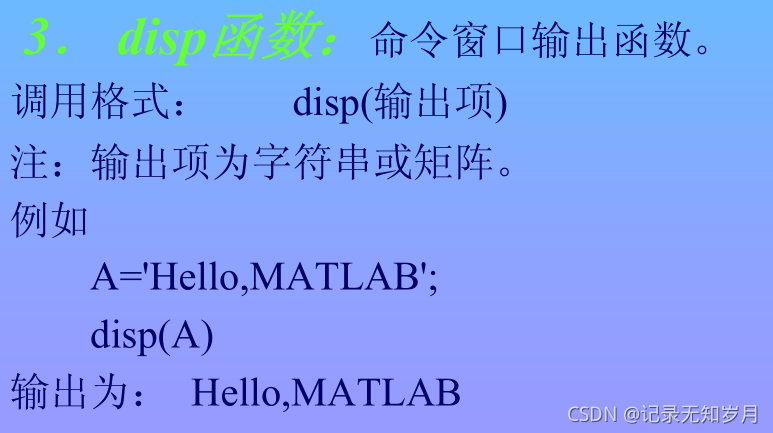 3． disp函数：命令窗口输出函数。
调用格式： disp(输出项)
注：输出项为字符串或矩阵。
例如
A='Hello,MATLAB';
disp(A)
输出为： Hello,MATLAB
CSDN @记录无知岁月